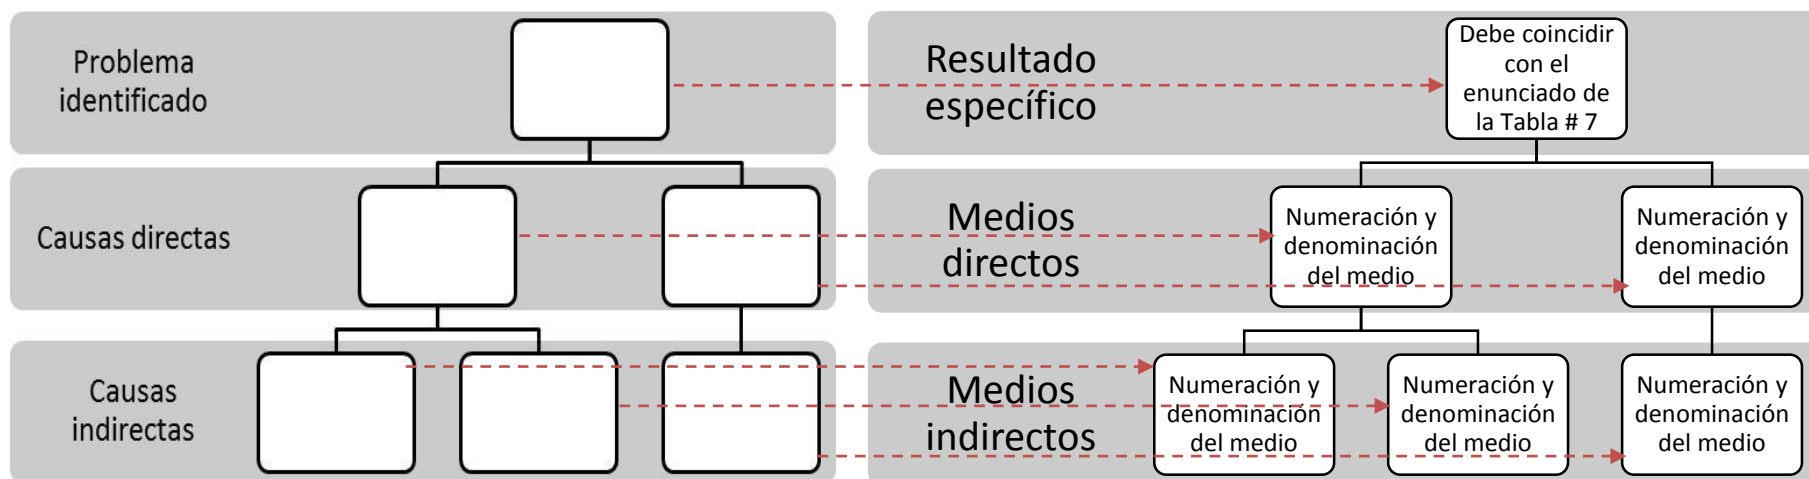 Problema
identificado
Resultado
específico
Debe coincidir
con el
enunciado de
la Tabla # 7
Causas directas
Medios
directos
Numeración y
denominación
del medio
Numeración y
denominación
del medio
Causas
indirectas
Medios
indirectos
Numeración y
denominación
del medio
Numeración y
denominación
del medio
Numeración y
denominación
del medio